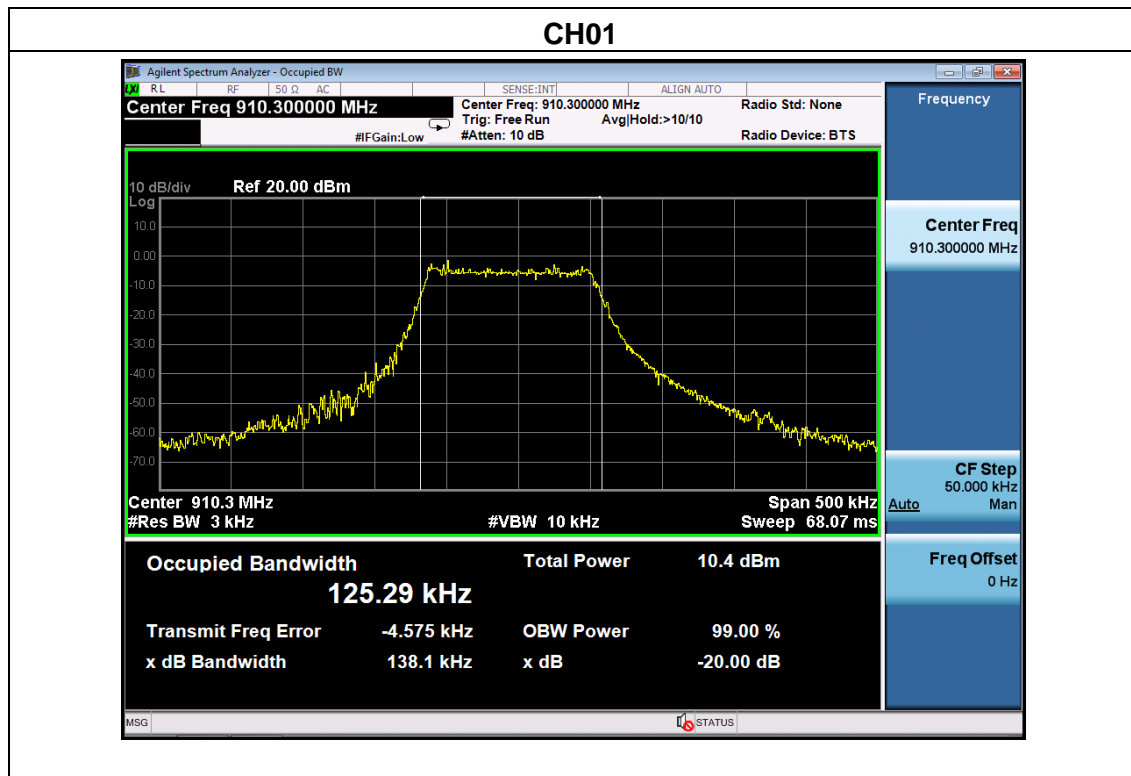 CH01
Agilent Spectrum Analyzer - Occupied BW
LXI RL RF 50 Ω AC SENSE:INT ALIGN AUTO
Center Freq 910.300000 MHz
Center Freq: 910.300000 MHz Radio Std: None
Trig: Free Run Avg|Hold:>10/10
#IFGain:Low #Atten: 10 dB Radio Device: BTS
10 dB/div Ref 20.00 dBm
Log
10.0
0.00
-10.0
-20.0
-30.0
-40.0
-50.0
-60.0
-70.0
Center 910.3 MHz Span 500 kHz
#Res BW 3 kHz #VBW 10 kHz Sweep 68.07 ms
Occupied Bandwidth Total Power 10.4 dBm
125.29 kHz
Transmit Freq Error -4.575 kHz OBW Power 99.00 %
x dB Bandwidth 138.1 kHz x dB -20.00 dB
MSG STATUS
Frequency
Center Freq
910.300000 MHz
CF Step
50.000 kHz
Auto Man
Freq Offset
0 Hz